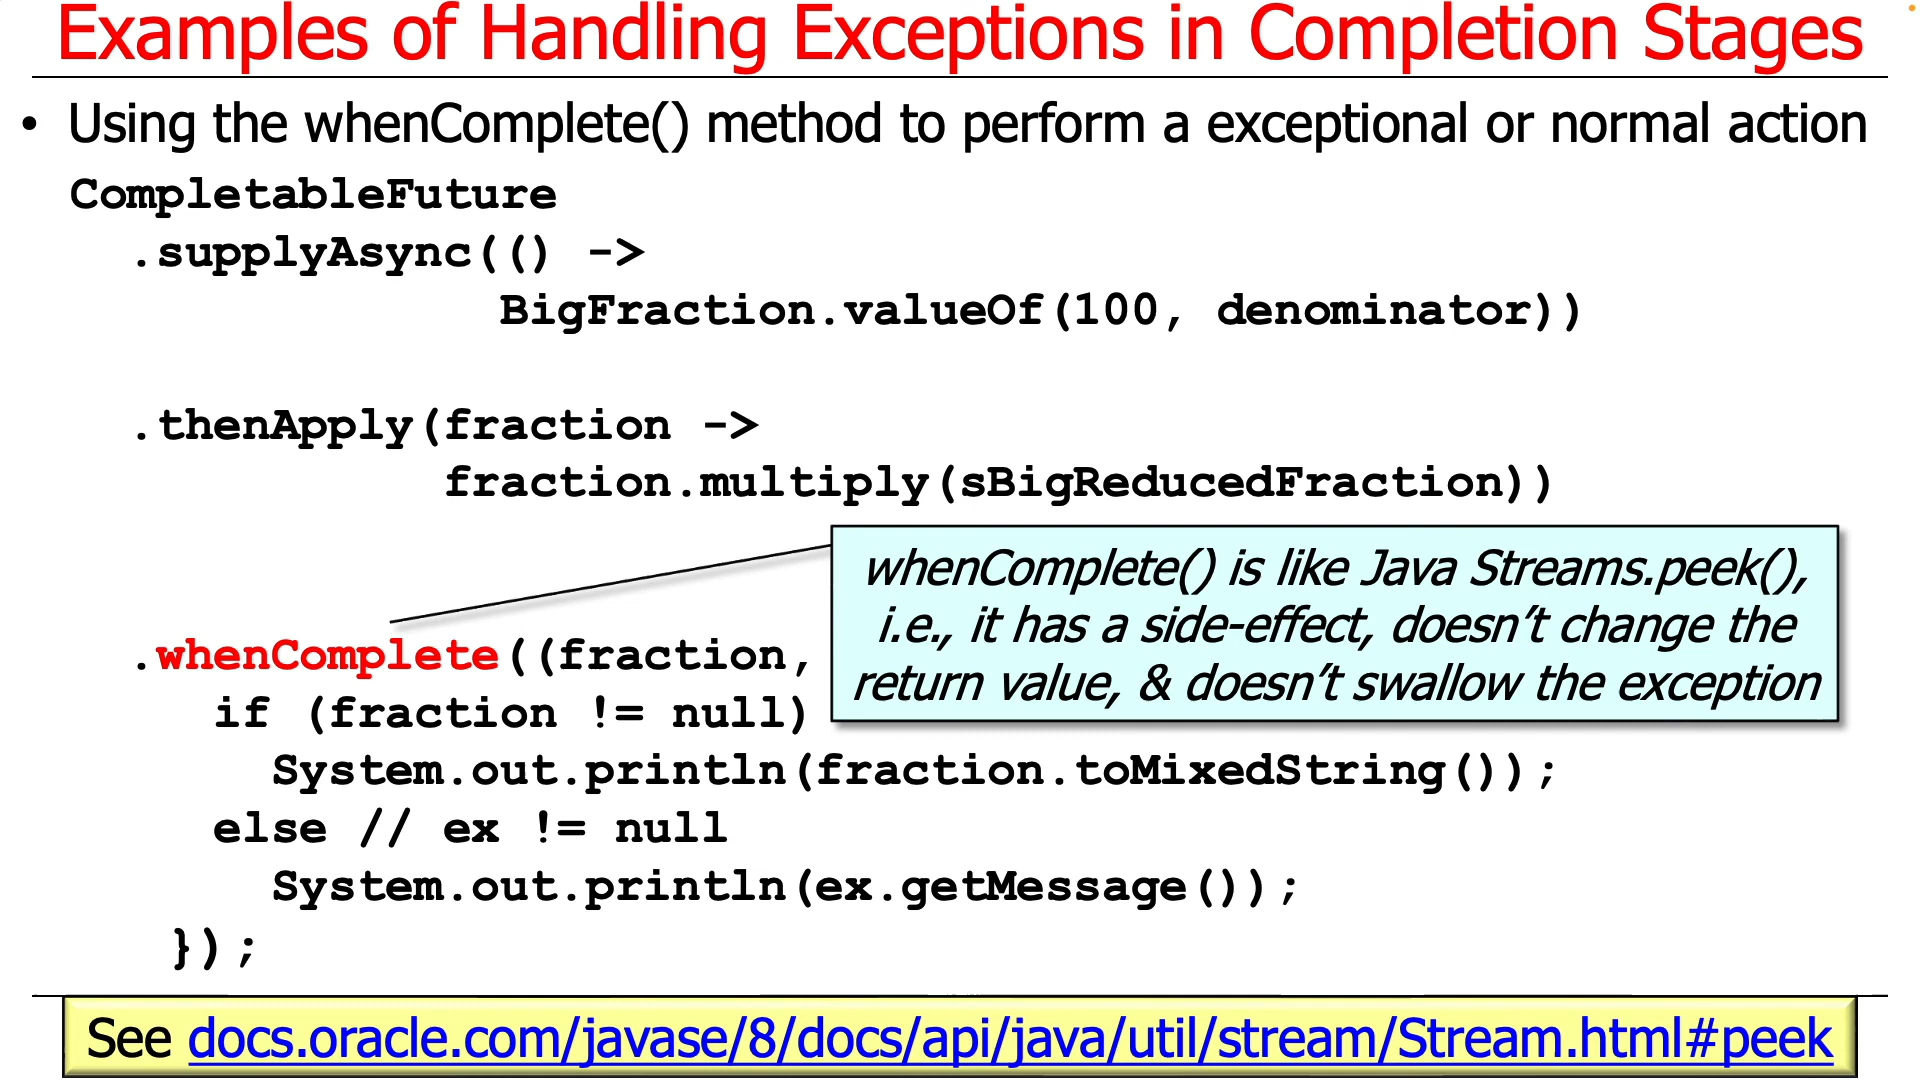 Examples of Handling Exceptions in Completion Stages
• Using the whenComplete() method to perform a exceptional or normal action
CompletableFuture
.supplyAsync(() ->
BigFraction.valueOf(100, denominator))
.thenApply(fraction ->
fraction.multiply(sBigReducedFraction))
whenComplete() is like Java Streams.peek(),
i.e., it has a side-effect, doesn’t change the
return value, & doesn’t swallow the exception
.whenComplete((fraction,
if (fraction != null)
System.out.println(fraction.toMixedString());
else // ex != null
System.out.println(ex.getMessage());
});
See docs.oracle.com/javase/8/docs/api/java/util/stream/Stream.html#peek